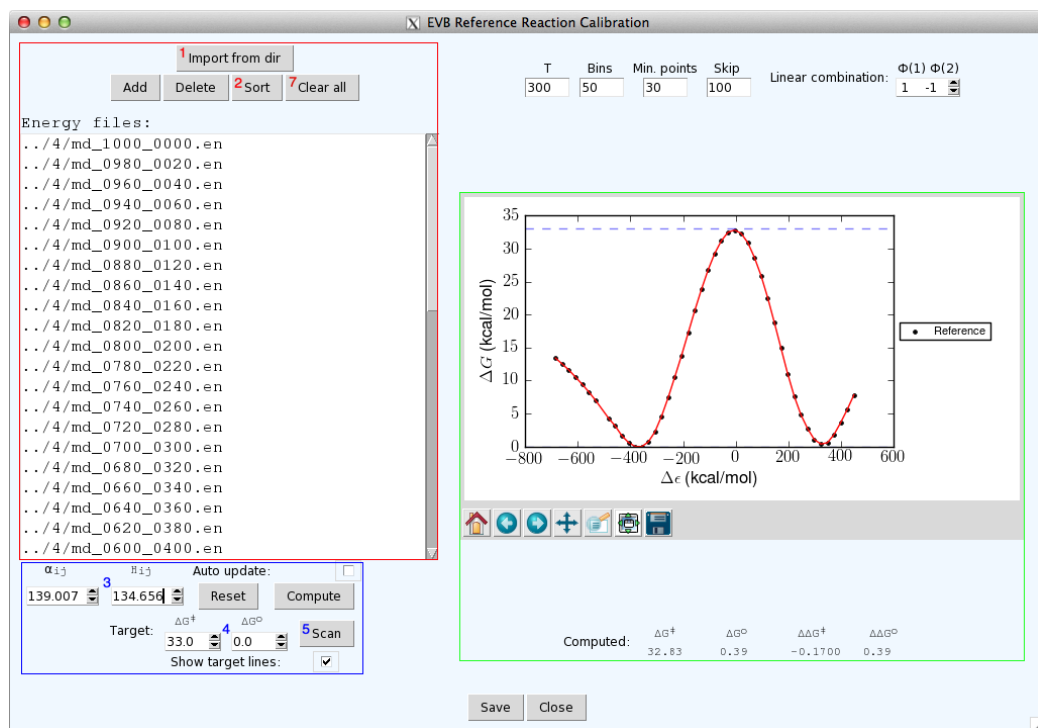 EVB Reference Reaction Calibration
1 Import from dir
Add Delete 2 Sort 7 Clear all
Energy files:
../4/md_1000_0000.en
../4/md_0980_0020.en
../4/md_0960_0040.en
../4/md_0940_0060.en
../4/md_0920_0080.en
../4/md_0900_0100.en
../4/md_0880_0120.en
../4/md_0860_0140.en
../4/md_0840_0160.en
../4/md_0820_0180.en
../4/md_0800_0200.en
../4/md_0780_0220.en
../4/md_0760_0240.en
../4/md_0740_0260.en
../4/md_0720_0280.en
../4/md_0700_0300.en
../4/md_0680_0320.en
../4/md_0660_0340.en
../4/md_0640_0360.en
../4/md_0620_0380.en
../4/md_0600_0400.en
αij Hij Auto update:
139.007 3 134.656 Reset Compute
ΔG‡ ΔG°
Target: 33.0 4 0.0 5 Scan
Show target lines:
T Bins Min. points Skip
300 50 30 100
Linear combination: Φ(1) Φ(2)
1 -1
35
30
25
20
15
10
5
0
ΔG (kcal/mol)
−800 −600 −400 −200 0 200 400 600
Δϵ (kcal/mol)
Reference
ΔG‡ ΔG° ΔΔG‡ ΔΔG°
Computed: 32.83 0.39 -0.1700 0.39
Save Close